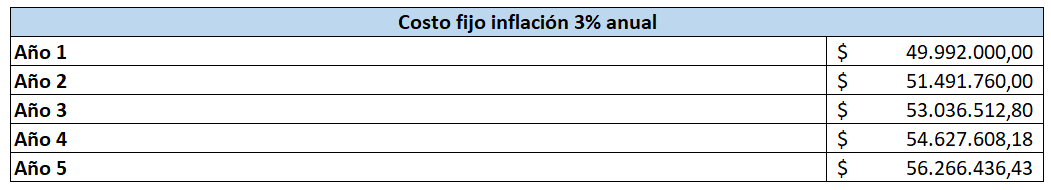 Costo fijo inflación 3% anual
Año 1 $ 49.992.000,00
Año 2 $ 51.491.760,00
Año 3 $ 53.036.512,80
Año 4 $ 54.627.608,18
Año 5 $ 56.266.436,43